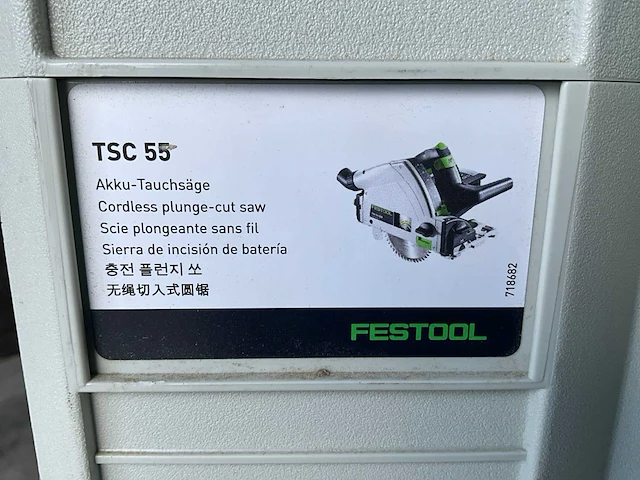 TSC 55
Akku-Tauchsäge
Cordless plunge-cut saw
Scie plongeante sans fil
Sierra de incisión de batería
충전 플런지 쏘
无绳切入式圆锯
718682
FESTOOL
FESTOOL